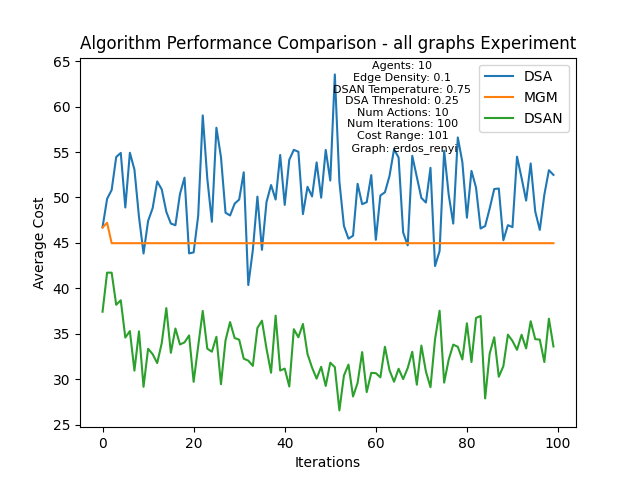 Algorithm Performance Comparison - all graphs Experiment
Agents: 10
Edge Density: 0.1
DSAN Temperature: 0.75
DSA Threshold: 0.25
Num Actions: 10
Num Iterations: 100
Cost Range: 101
Graph: erdos_renyi
DSA
MGM
DSAN
Average Cost
65
60
55
50
45
40
35
30
25
0
20
40
60
80
100
Iterations